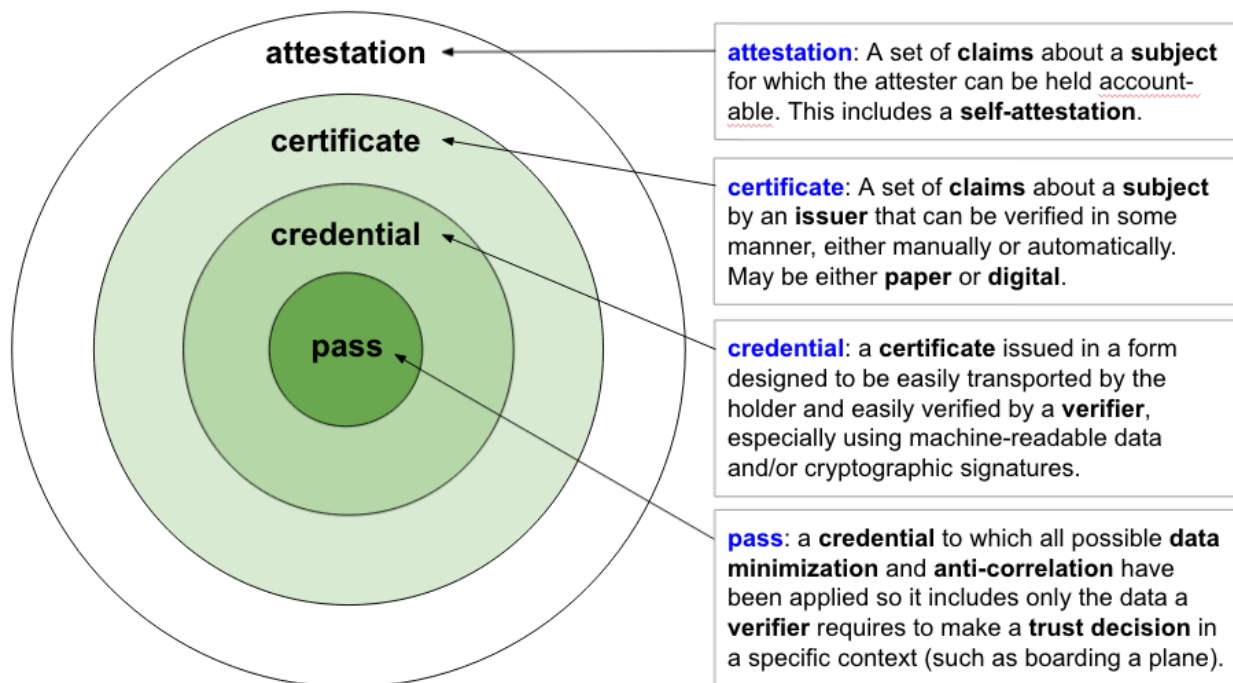 attestation
certificate
credential
pass
attestation: A set of claims about a subject
for which the attester can be held account-
able. This includes a self-attestation.
certificate: A set of claims about a subject
by an issuer that can be verified in some
manner, either manually or automatically.
May be either paper or digital.
credential: a certificate issued in a form
designed to be easily transported by the
holder and easily verified by a verifier,
especially using machine-readable data
and/or cryptographic signatures.
pass: a credential to which all possible data
minimization and anti-correlation have
been applied so it includes only the data a
verifier requires to make a trust decision in
a specific context (such as boarding a plane).